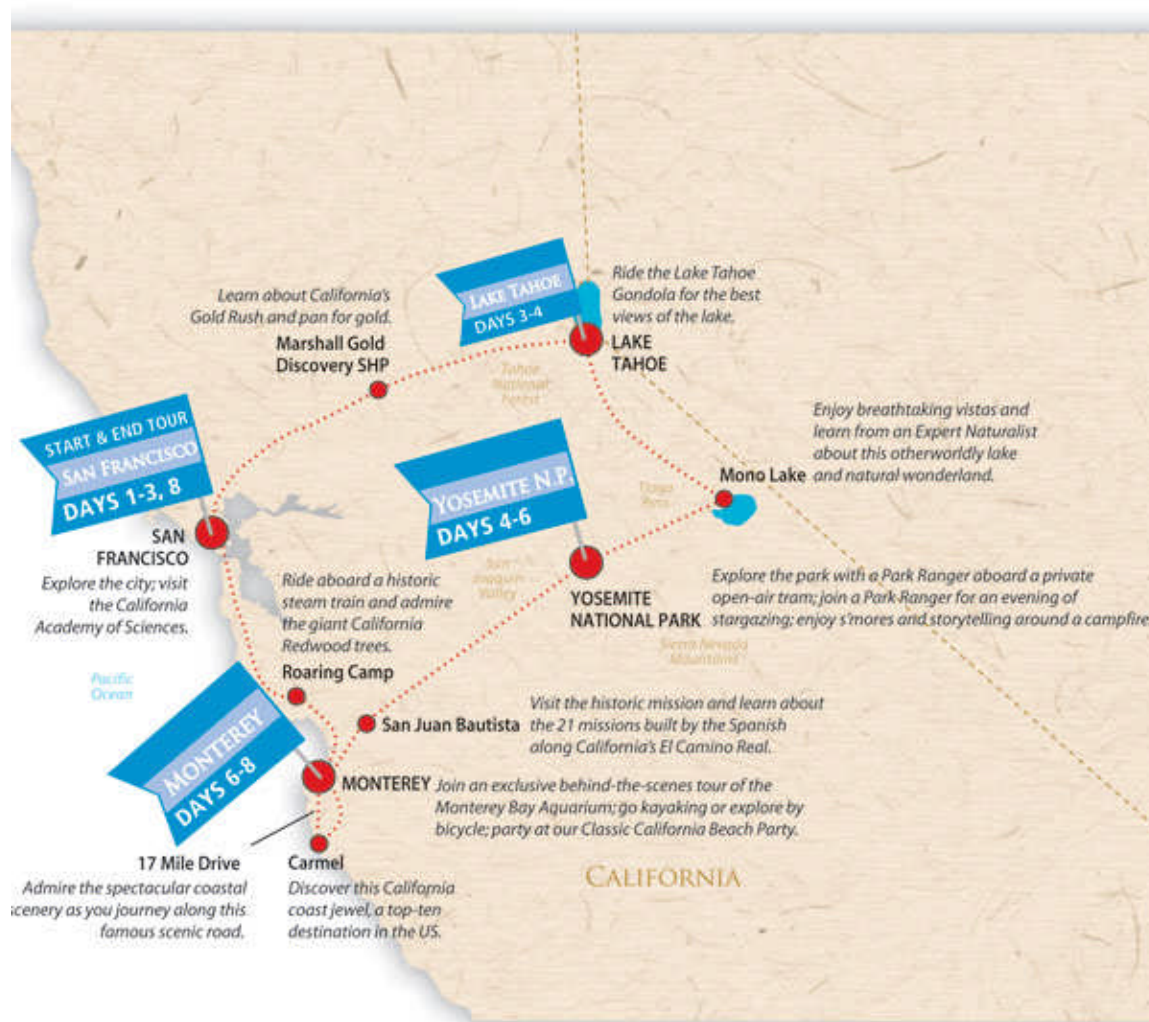 LAKE TAHOE
DAYS 3-4
Ride the Lake Tahoe
Gondola for the best
views of the lake.
LAKE
TAHOE
Learn about California's
Gold Rush and pan for gold.
Marshall Gold
Discovery SHP
Tahoe
National
Forest
START & END TOUR
SAN FRANCISCO
DAYS 1-3, 8
SAN
FRANCISCO
Explore the city; visit
the California
Academy of Sciences.
Enjoy breathtaking vistas and
learn from an Expert Naturalist
about this otherworldly lake
and natural wonderland.
Mono Lake
Tioga
Pass
YOSEMITE N.P.
DAYS 4-6
San
Joaquin
Valley
YOSEMITE
NATIONAL PARK
Explore the park with a Park Ranger aboard a private
open-air tram; join a Park Ranger for an evening of
stargazing; enjoy s'mores and storytelling around a campfire
Sierra Nevada
Mountains
Ride aboard a historic
steam train and admire
the giant California
Redwood trees.
Roaring Camp
Pacific
Ocean
San Juan Bautista
Visit the historic mission and learn about
the 21 missions built by the Spanish
along California's El Camino Real.
MONTEREY
DAYS 6-8
MONTEREY
Join an exclusive behind-the-scenes tour of the
Monterey Bay Aquarium; go kayaking or explore by
bicycle; party at our Classic California Beach Party.
17 Mile Drive
Admire the spectacular coastal
scenery as you journey along this
famous scenic road.
Carmel
Discover this California
coast jewel, a top-ten
destination in the US.
CALIFORNIA